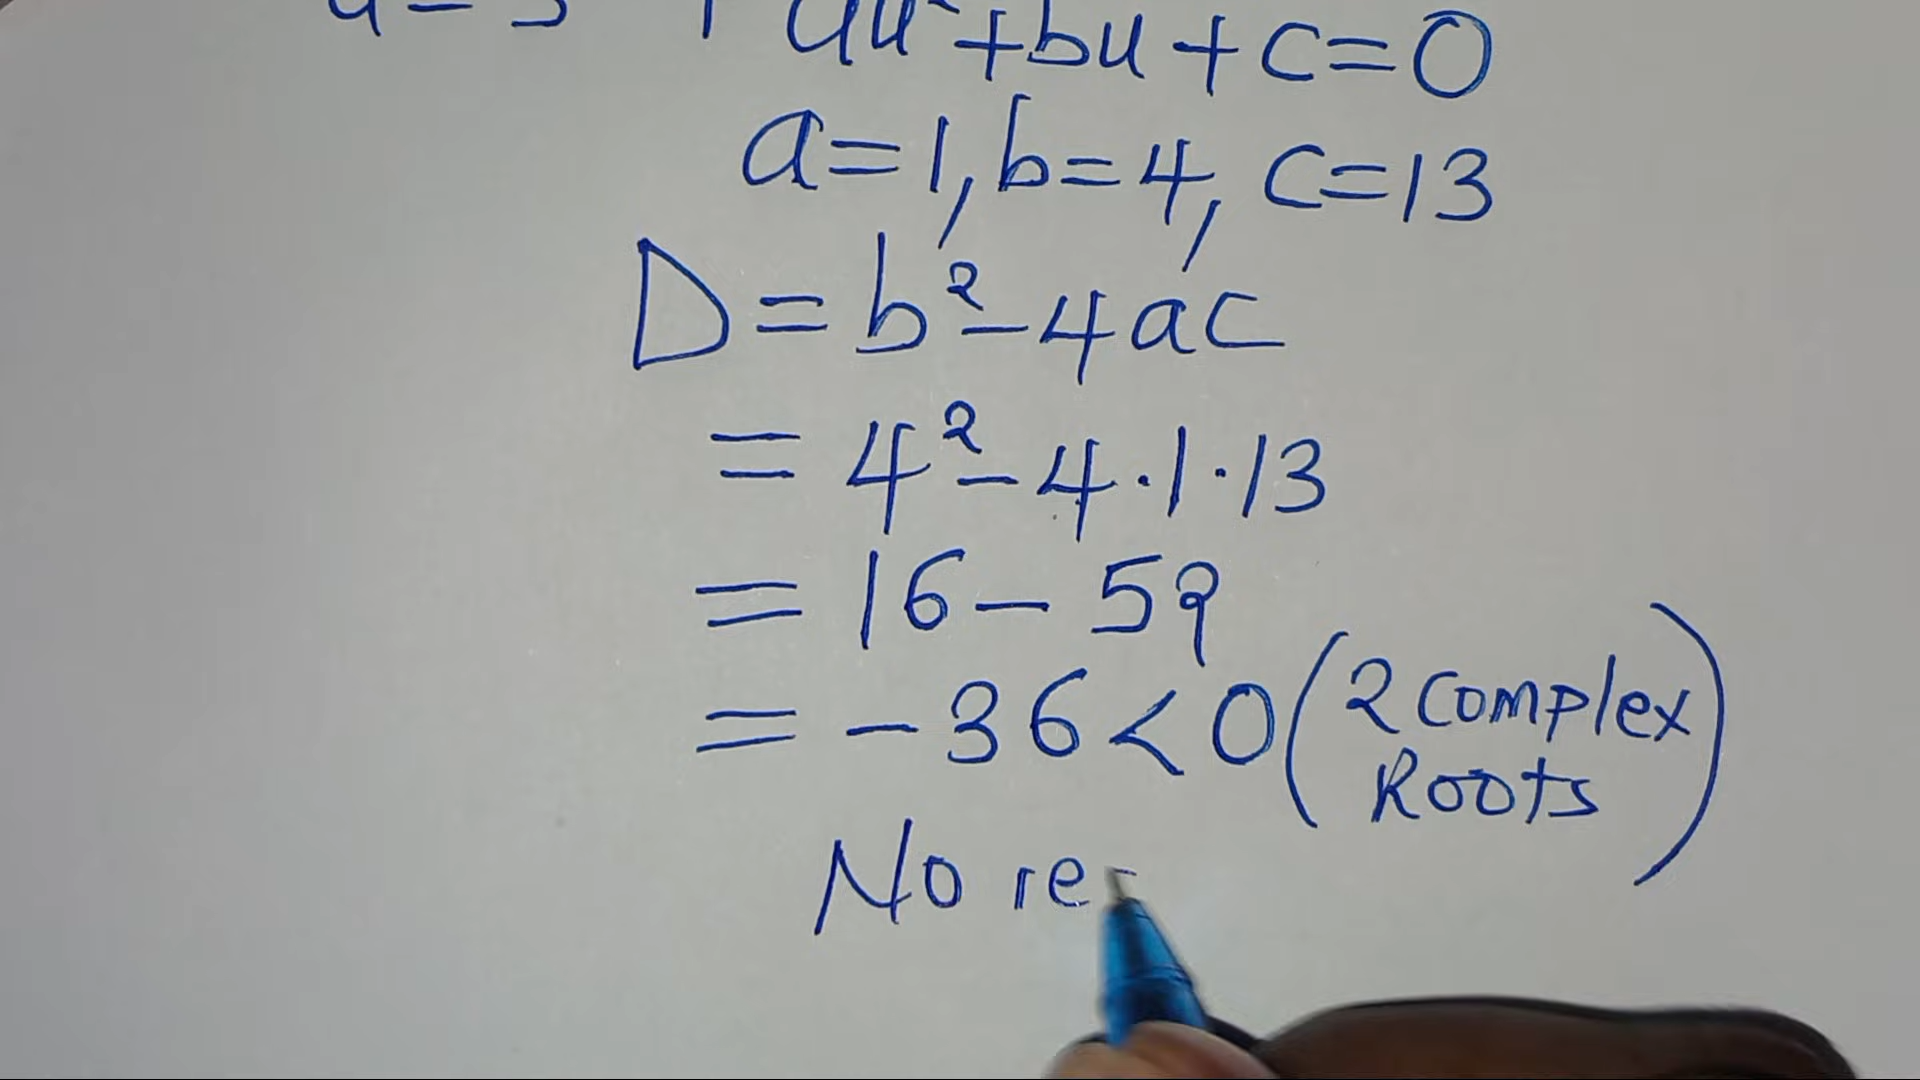 au²+bu+c=0
a=1, b=4, c=13
D=b²-4ac
=4²-4·1·13
=16-52
=-36<0 (2 complex
Roots)
No re